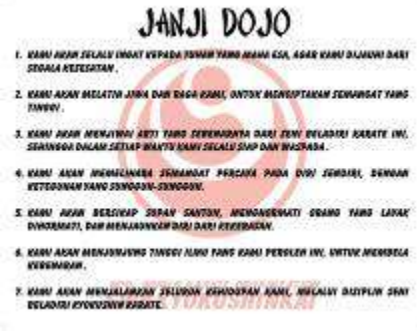 JANJI DOJO
1. KAMI AKAN SELALU INGAT KEPADA TUHAN YANG MAHA ESA, AGAR KAMI DIJAUHI DARI
SEGALA KESESATAN.
2. KAMI AKAN MELATIH JIWA DAN RAGA KAMI, UNTUK MENCIPTAKAN SEMANGAT YANG
TINGGI.
3. KAMI AKAN MENJIWAI ARTI YANG SEBENARNYA DARI SENI BELADIRI KARATE INI,
SEHINGGA DALAM SETIAP WAKTU KAMI SELALU SIAP DAN WASPADA.
4. KAMI AKAN MEMELIHARA SEMANGAT PERCAYA PADA DIRI SENDIRI, DENGAN
KETEGUHAN YANG SUNGGUH-SUNGGUH.
5. KAMI AKAN BERSIKAP SOPAN SANTUN, MENGHORMATI ORANG YANG LAYAK
DIHORMATI, DAN MENJAUHKAN DIRI DARI KEKERASAN.
6. KAMI AKAN MENJUNJUNG TINGGI ILMU YANG KAMI PEROLEH INI, UNTUK MEMBELA
KEBENARAN.
7. KAMI AKAN MENJALANKAN SELURUH KEHIDUPAN KAMI, MELALUI DISIPLIN SENI
BELADIRI KYOKUSHIN KARATE.
KYOKUSHINKAI